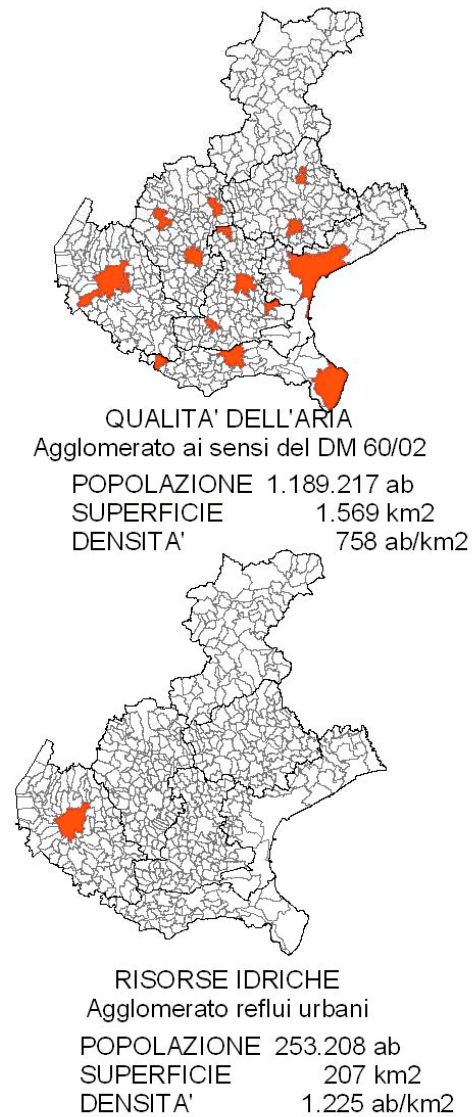 QUALITA' DELL'ARIA
Agglomerato ai sensi del DM 60/02
POPOLAZIONE 1.189.217 ab
SUPERFICIE 1.569 km2
DENSITA' 758 ab/km2
RISORSE IDRICHE
Agglomerato reflui urbani
POPOLAZIONE 253.208 ab
SUPERFICIE 207 km2
DENSITA' 1.225 ab/km2